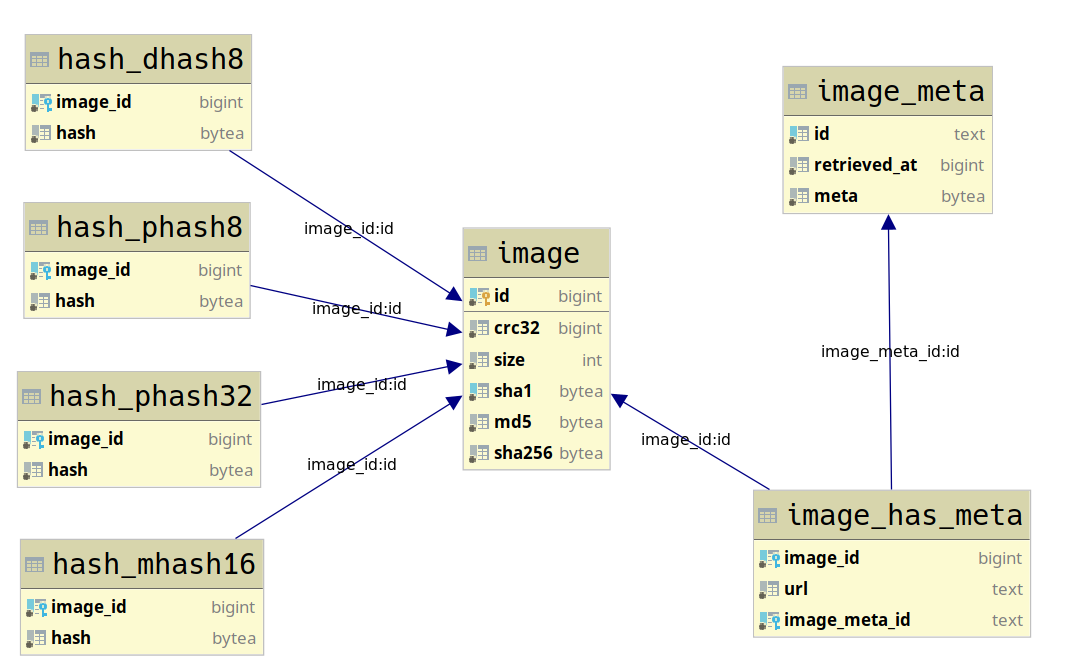 hash_dhash8
image_id bigint
hash bytea
hash_phash8
image_id bigint
hash bytea
hash_phash32
image_id bigint
hash bytea
hash_mhash16
image_id bigint
hash bytea
image_id:id
image_id:id
image_id:id
image_id:id
image
id bigint
crc32 bigint
size int
sha1 bytea
md5 bytea
sha256 bytea
image_id:id
image_meta
id text
retrieved_at bigint
meta bytea
image_meta_id:id
image_has_meta
image_id bigint
url text
image_meta_id text